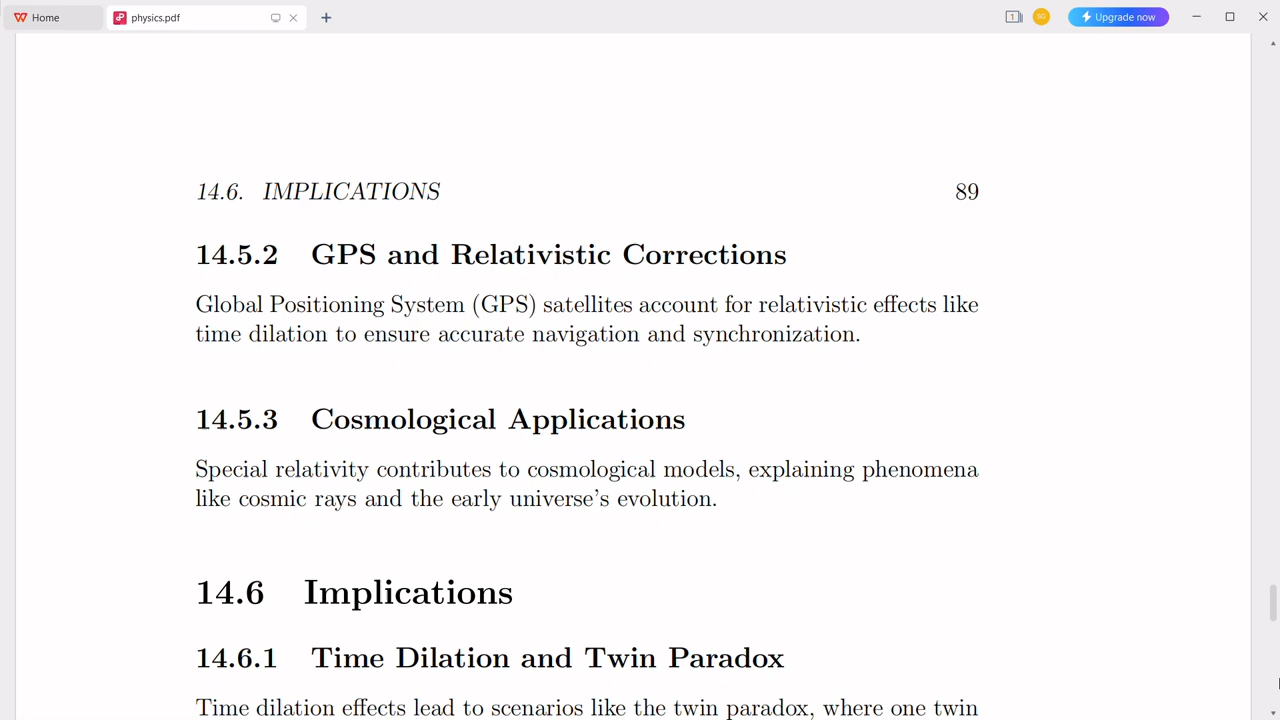 Home
physics.pdf
1
SG
Upgrade now
14.6. IMPLICATIONS 89
14.5.2 GPS and Relativistic Corrections
Global Positioning System (GPS) satellites account for relativistic effects like
time dilation to ensure accurate navigation and synchronization.
14.5.3 Cosmological Applications
Special relativity contributes to cosmological models, explaining phenomena
like cosmic rays and the early universe's evolution.
14.6 Implications
14.6.1 Time Dilation and Twin Paradox
Time dilation effects lead to scenarios like the twin paradox, where one twin